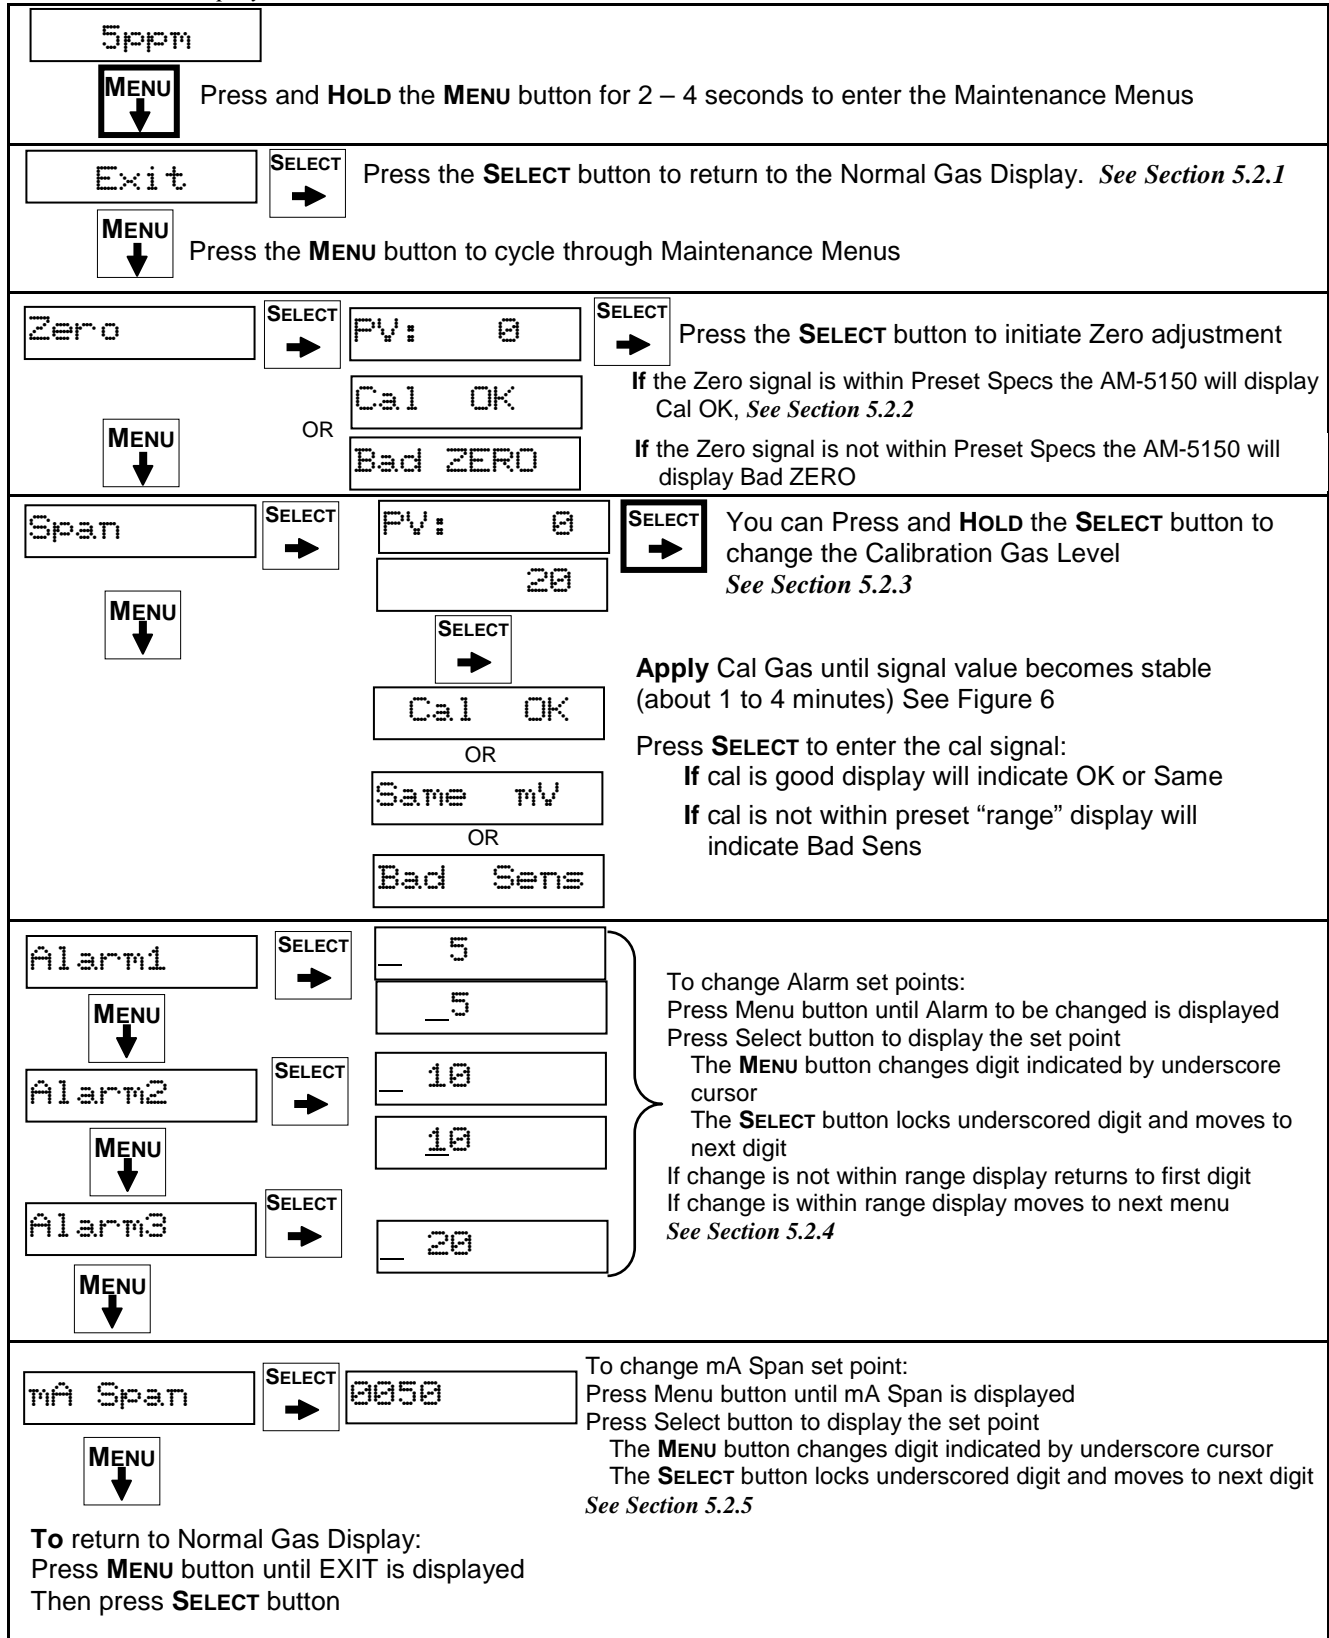 5ppm
MENU
Press and HOLD the MENU button for 2 – 4 seconds to enter the Maintenance Menus
Exit
SELECT
Press the SELECT button to return to the Normal Gas Display. See Section 5.2.1
MENU
Press the MENU button to cycle through Maintenance Menus
Zero
SELECT
PV: 0
SELECT
Press the SELECT button to initiate Zero adjustment
If the Zero signal is within Preset Specs the AM-5150 will display
Cal OK, See Section 5.2.2
Cal OK
MENU
OR
Bad ZERO
If the Zero signal is not within Preset Specs the AM-5150 will
display Bad ZERO
Span
SELECT
PV: 0
20
SELECT
You can Press and HOLD the SELECT button to
change the Calibration Gas Level
See Section 5.2.3
MENU
SELECT
Apply Cal Gas until signal value becomes stable
(about 1 to 4 minutes) See Figure 6
Cal OK
OR
Same mV
OR
Bad Sens
Press SELECT to enter the cal signal:
If cal is good display will indicate OK or Same
If cal is not within preset “range” display will
indicate Bad Sens
Alarm1
SELECT
_ 5
_5
MENU
Alarm2
SELECT
_ 10
10
MENU
Alarm3
SELECT
_ 20
MENU
To change Alarm set points:
Press Menu button until Alarm to be changed is displayed
Press Select button to display the set point
The MENU button changes digit indicated by underscore
cursor
The SELECT button locks underscored digit and moves to
next digit
If change is not within range display returns to first digit
If change is within range display moves to next menu
See Section 5.2.4
mA Span
SELECT
0050
MENU
To change mA Span set point:
Press Menu button until mA Span is displayed
Press Select button to display the set point
The MENU button changes digit indicated by underscore cursor
The SELECT button locks underscored digit and moves to next digit
See Section 5.2.5
To return to Normal Gas Display:
Press MENU button until EXIT is displayed
Then press SELECT button